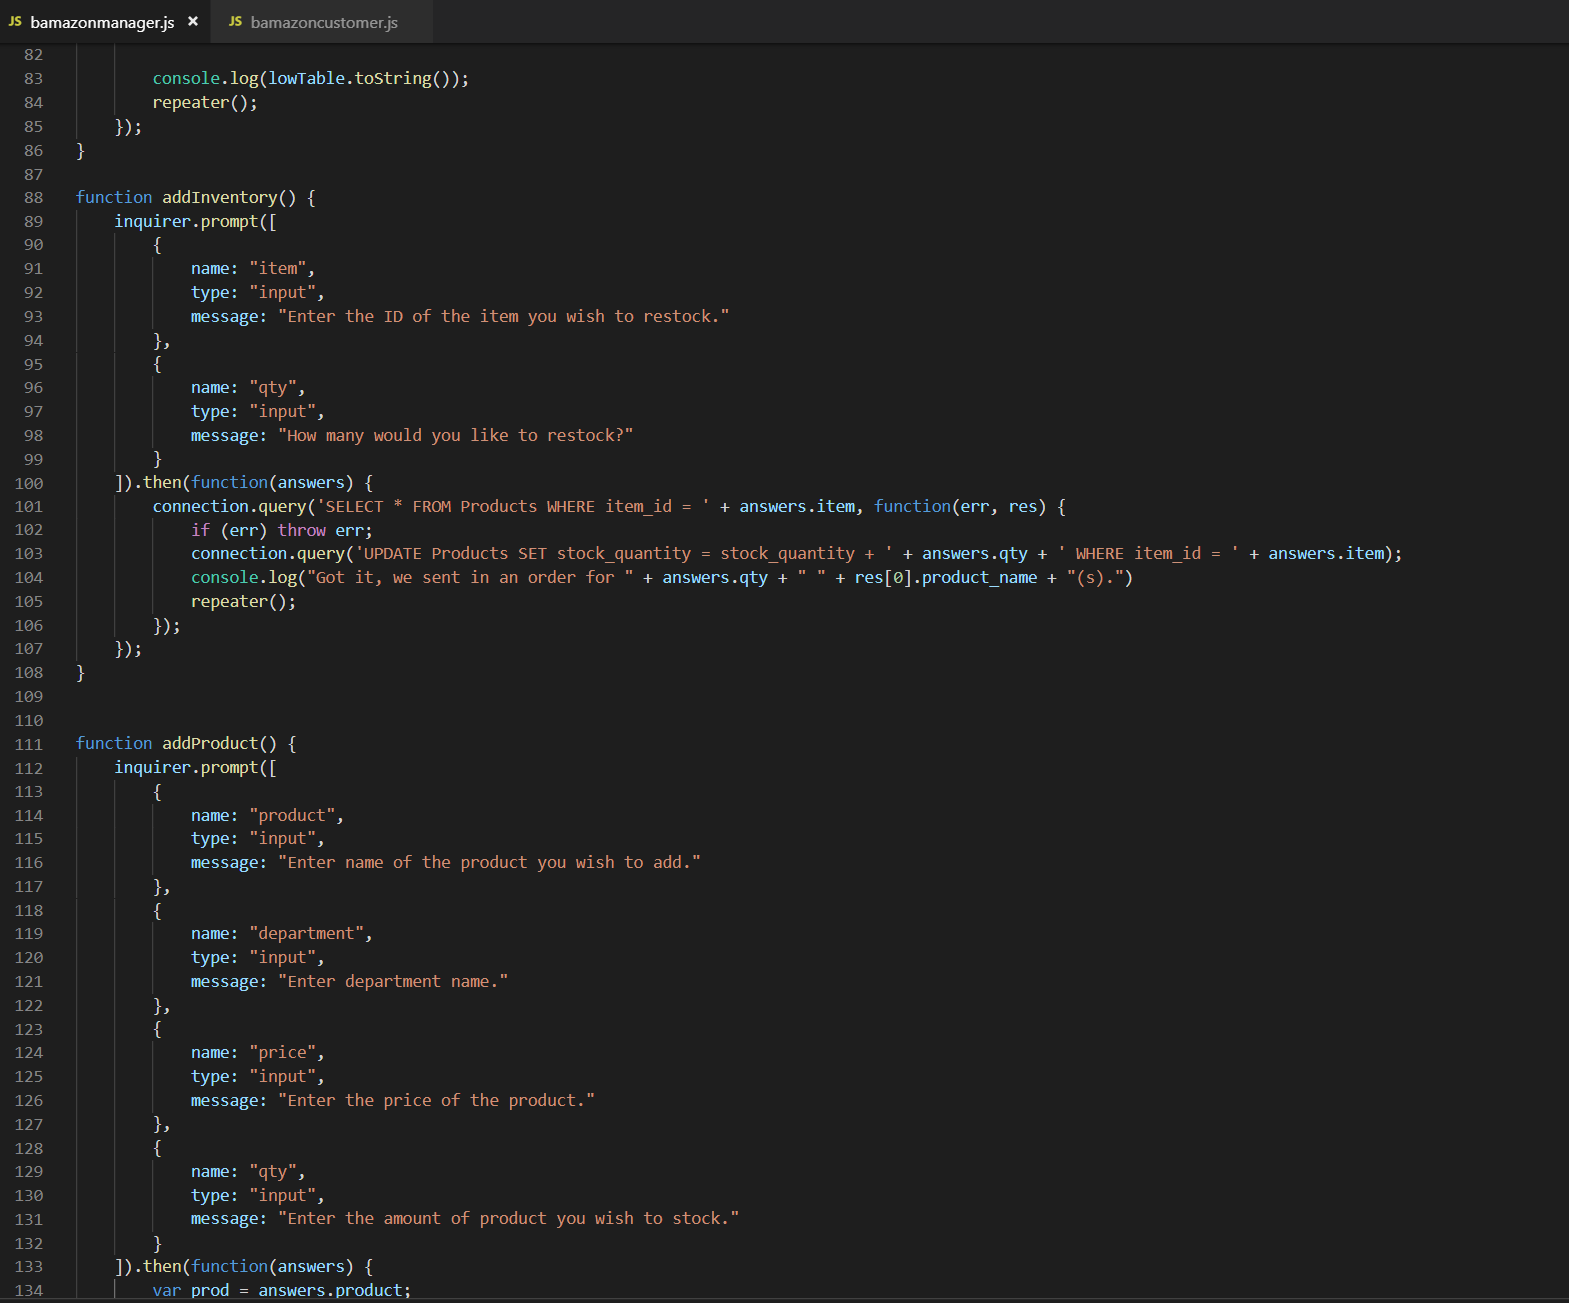 JS bamazonmanager.js × JS bamazoncustomer.js
82
83 console.log(lowTable.toString());
84 repeater();
85 });
86 }
87
88 function addInventory() {
89 inquirer.prompt([
90 {
91 name: "item",
92 type: "input",
93 message: "Enter the ID of the item you wish to restock."
94 },
95 {
96 name: "qty",
97 type: "input",
98 message: "How many would you like to restock?"
99 }
100 ]).then(function(answers) {
101 connection.query('SELECT * FROM Products WHERE item_id = ' + answers.item, function(err, res) {
102 if (err) throw err;
103 connection.query('UPDATE Products SET stock_quantity = stock_quantity + ' + answers.qty + ' WHERE item_id = ' + answers.item);
104 console.log("Got it, we sent in an order for " + answers.qty + " " + res[0].product_name + "(s).")
105 repeater();
106 });
107 });
108 }
109
110
111 function addProduct() {
112 inquirer.prompt([
113 {
114 name: "product",
115 type: "input",
116 message: "Enter name of the product you wish to add."
117 },
118 {
119 name: "department",
120 type: "input",
121 message: "Enter department name."
122 },
123 {
124 name: "price",
125 type: "input",
126 message: "Enter the price of the product."
127 },
128 {
129 name: "qty",
130 type: "input",
131 message: "Enter the amount of product you wish to stock."
132 }
133 ]).then(function(answers) {
134 var prod = answers.product;